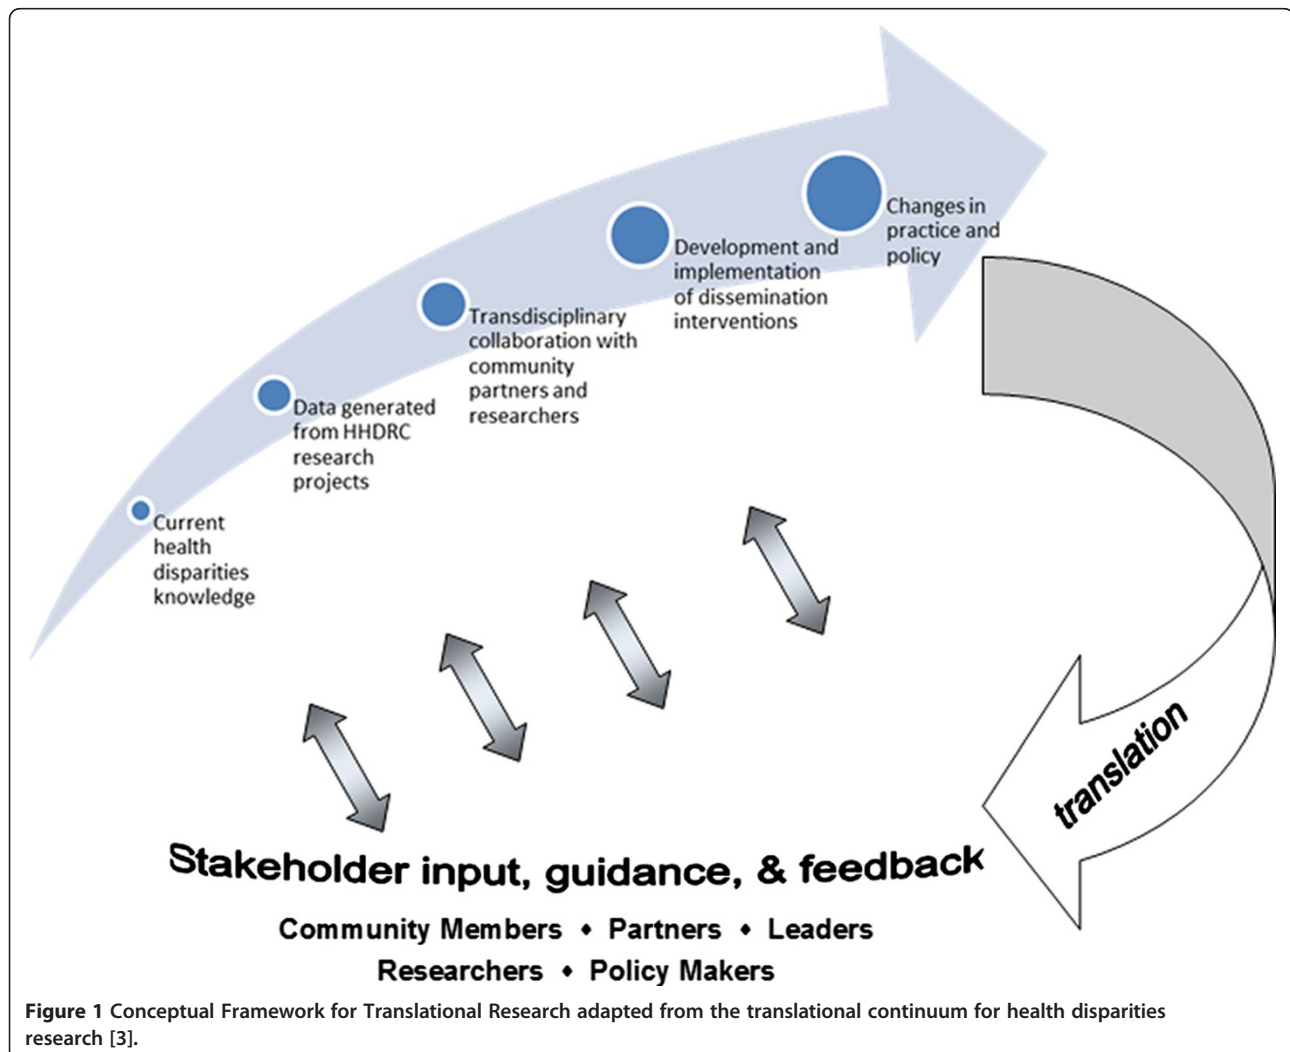 Changes in
practice and
policy
Development and
implementation
of dissemination
interventions
Transdisciplinary
collaboration with
community
partners and
researchers
Data generated
from HHDRC
research
projects
Current
health
disparities
knowledge
translation
Stakeholder input, guidance, & feedback
Community Members ⬩ Partners ⬩ Leaders
Researchers ⬩ Policy Makers
Figure 1 Conceptual Framework for Translational Research adapted from the translational continuum for health disparities
research [3].